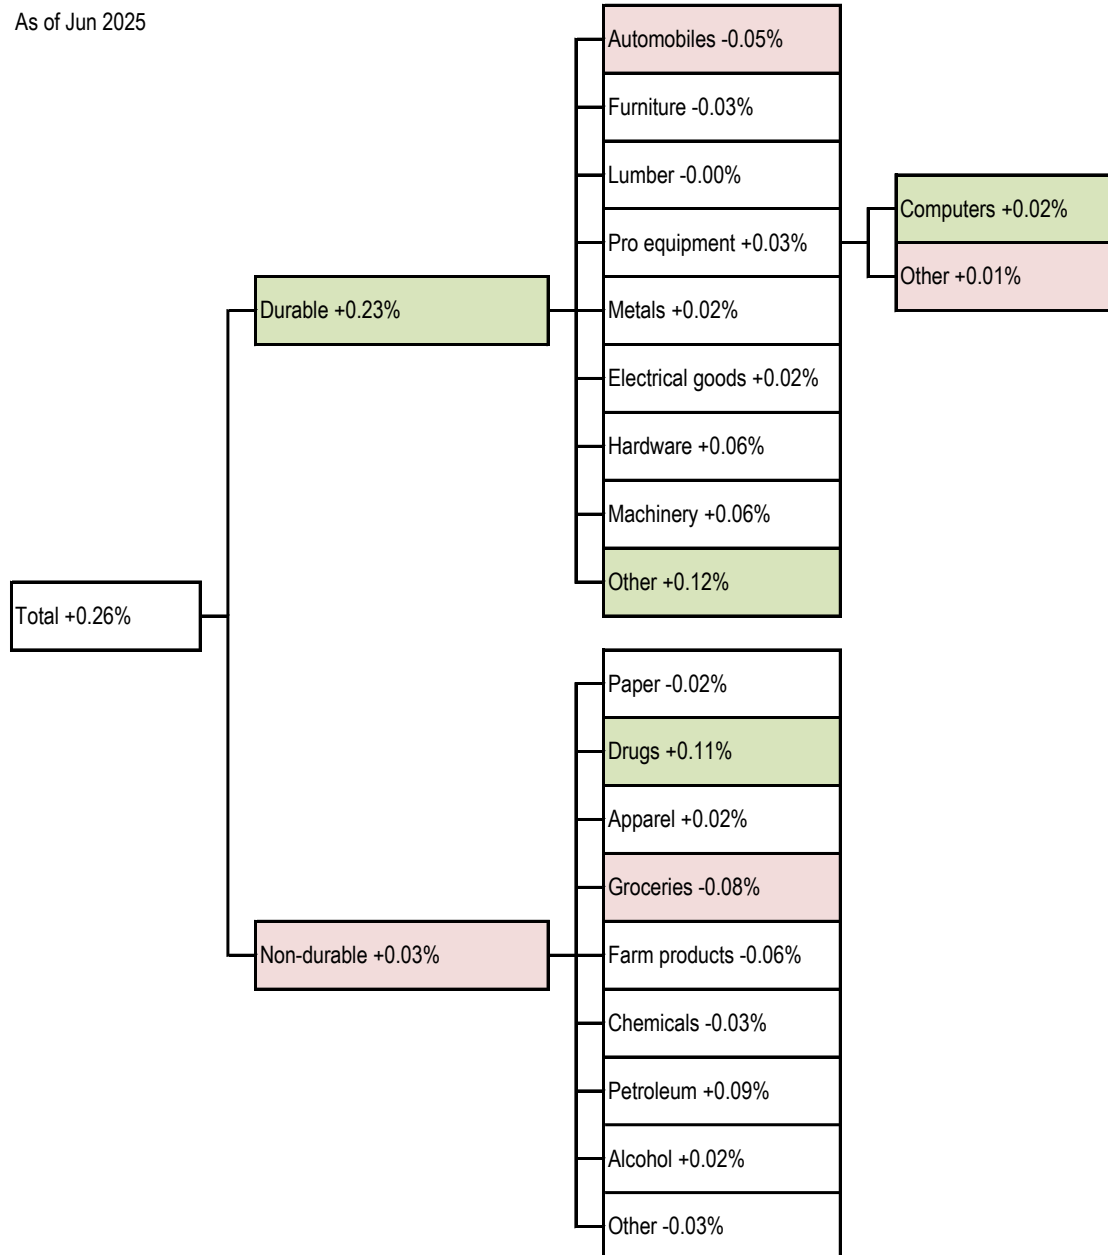 As of Jun 2025
Automobiles -0.05%
Furniture -0.03%
Lumber -0.00%
Computers +0.02%
Pro equipment +0.03%
Other +0.01%
Durable +0.23%
Metals +0.02%
Electrical goods +0.02%
Hardware +0.06%
Machinery +0.06%
Other +0.12%
Total +0.26%
Paper -0.02%
Drugs +0.11%
Apparel +0.02%
Groceries -0.08%
Non-durable +0.03%
Farm products -0.06%
Chemicals -0.03%
Petroleum +0.09%
Alcohol +0.02%
Other -0.03%